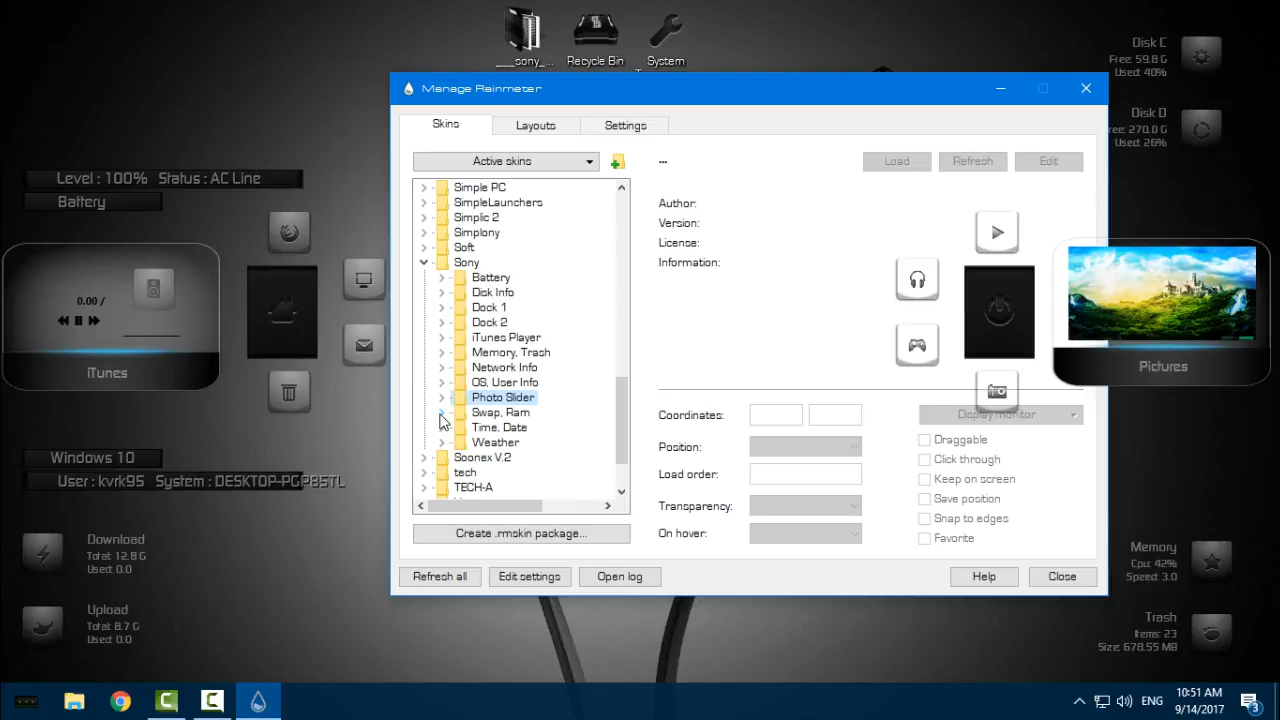 ___sony_...
Recycle Bin
System
Disk C
Free: 59.8 G
Used: 40%
Disk D
ree: 270.0 G
Used: 26%
Level : 100% Status : AC Line
Battery
0.00 /
iTunes
Pictures
Windows 10
User : kvrk95 System : DESKTOP-PGP85TL
Download
Total: 12.8 G
Used: 0.0
Upload
Total: 8.7 G
Used: 0.0
Memory
Cpu: 42%
Speed: 3.0
Trash
Items: 23
Size: 678.55 MB
Manage Rainmeter
Skins
Layouts
Settings
Active skins
...
Load
Refresh
Edit
Simple PC
SimpleLaunchers
Simplic 2
Simplony
Soft
Sony
Battery
Disk Info
Dock 1
Dock 2
iTunes Player
Memory, Trash
Network Info
OS, User Info
Photo Slider
Swap, Ram
Time, Date
Weather
Soonex V.2
tech
TECH-A
Author:
Version:
License:
Information:
Coordinates:
Position:
Load order:
Transparency:
On hover:
Display monitor
Draggable
Click through
Keep on screen
Save position
Snap to edges
Favorite
Create .rmskin package...
Refresh all
Edit settings
Open log
Help
Close
ENG
10:51 AM
9/14/2017
3